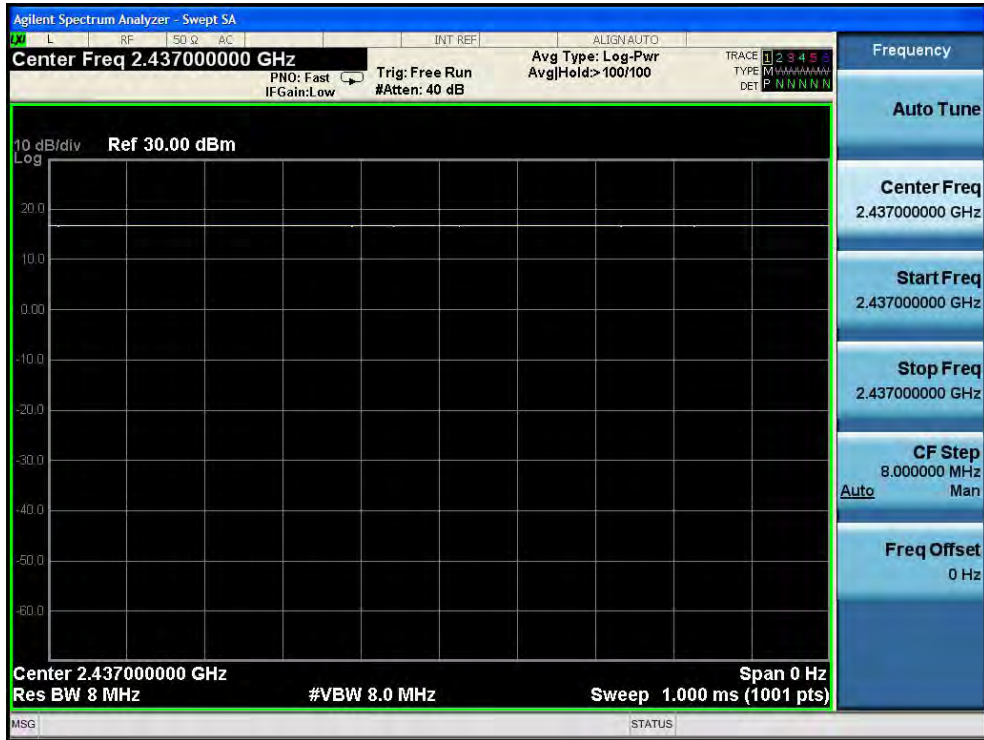 Agilent Spectrum Analyzer - Swept SA
LXI L RF 50 Ω AC INT REF ALIGNAUTO
Center Freq 2.437000000 GHz
PNO: Fast
IFGain:Low
Trig: Free Run
#Atten: 40 dB
Avg Type: Log-Pwr
Avg|Hold:>100/100
TRACE 1 2 3 4 5 6
TYPE M
DET P N N N N N
10 dB/div Ref 30.00 dBm
Log
20.0
10.0
0.00
-10.0
-20.0
-30.0
-40.0
-50.0
-60.0
Center 2.437000000 GHz Span 0 Hz
Res BW 8 MHz #VBW 8.0 MHz Sweep 1.000 ms (1001 pts)
MSG STATUS
Frequency
Auto Tune
Center Freq
2.437000000 GHz
Start Freq
2.437000000 GHz
Stop Freq
2.437000000 GHz
CF Step
8.000000 MHz
Auto Man
Freq Offset
0 Hz